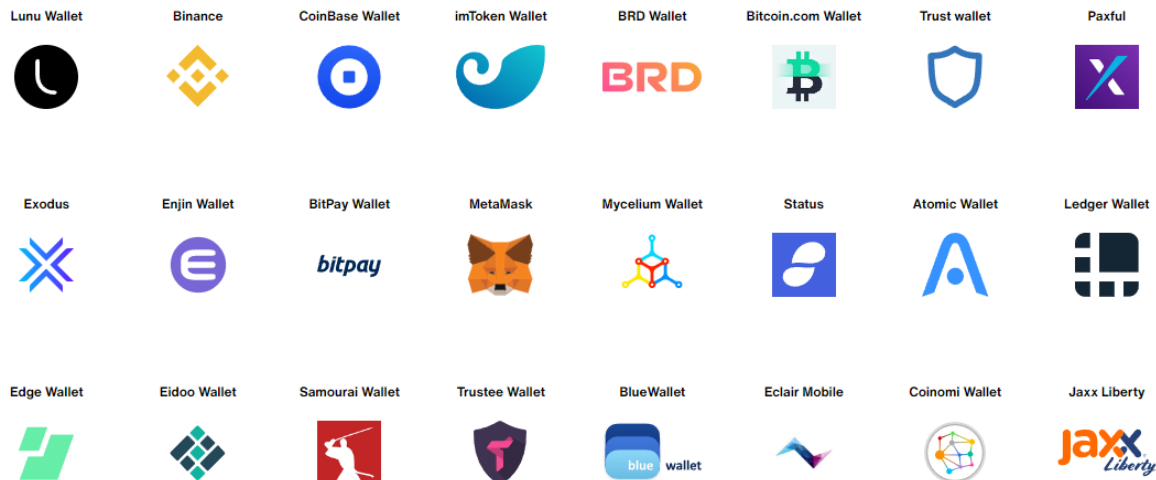 Lunu Wallet
Binance
CoinBase Wallet
imToken Wallet
BRD Wallet
Bitcoin.com Wallet
Trust wallet
Paxful
BRD
Exodus
Enjin Wallet
BitPay Wallet
MetaMask
Mycelium Wallet
Status
Atomic Wallet
Ledger Wallet
bitpay
Edge Wallet
Eidoo Wallet
Samourai Wallet
Trustee Wallet
BlueWallet
Eclair Mobile
Coinomi Wallet
Jaxx Liberty
blue wallet
jaxx
Liberty